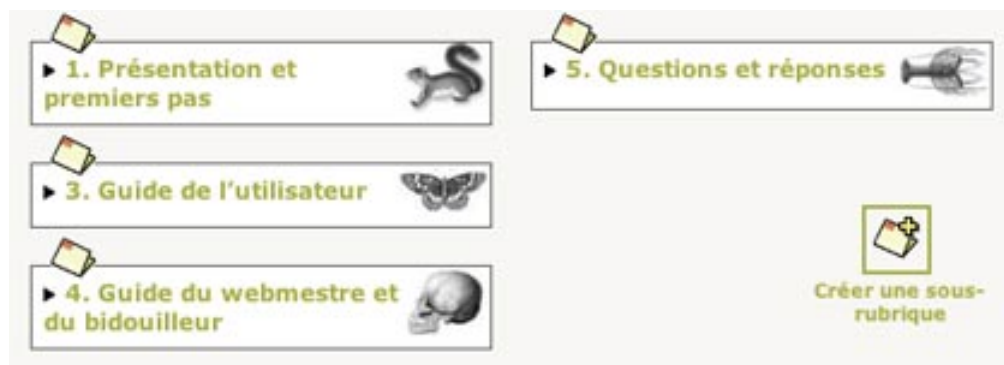 1. Présentation et
premiers pas
3. Guide de l’utilisateur
4. Guide du webmestre et
du bidouilleur
5. Questions et réponses
Créer une sous-
rubrique